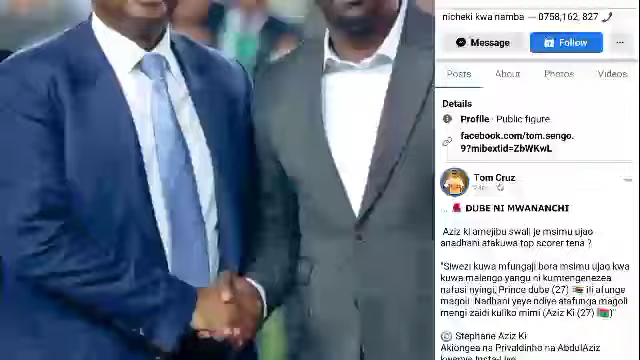 nicheki kwa namba — 0758,162, 827
Message
Follow
Posts
About
Photos
Videos
Details
Profile · Public figure
facebook.com/tom.sengo.
9?mibextid=ZbWKwL
Tom Cruz
DUBE NI MWANANCHI
Aziz ki amejibu swali je msimu ujao
anadhani atakuwa top scorer tena ?
"Siwezi kuwa mfungaji bora msimu ujao kwa
kuwa malengo yangu ni kumtengenezea
nafasi nyingi, Prince dube (27) 🇿🇼 ili afunge
magoli. Nadhani yeye ndiye atafunga magoli
mengi zaidi kuliko mimi (Aziz Ki (27) 🇧🇫)"
© Stephane Aziz Ki
Akiongea na Privaldinho na AbdulAziz
kwenye Insta-Live